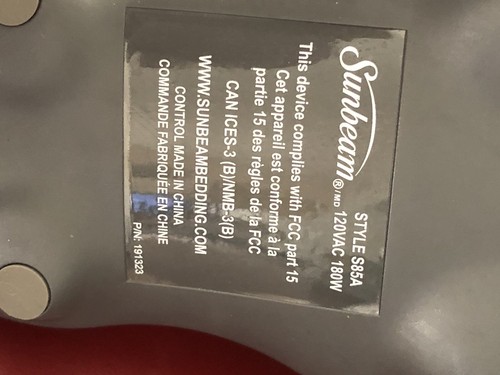 Sunbeam®/MD
STYLE S85A
120VAC 180W
This device complies with FCC part 15
Cet appareil est conforme à la
partie 15 des règles de la FCC
CAN ICES-3 (B)/NMB-3(B)
WWW.SUNBEAMBEDDING.COM
CONTROL MADE IN CHINA
COMMANDE FABRIQUÉE EN CHINE
P/N: 191323